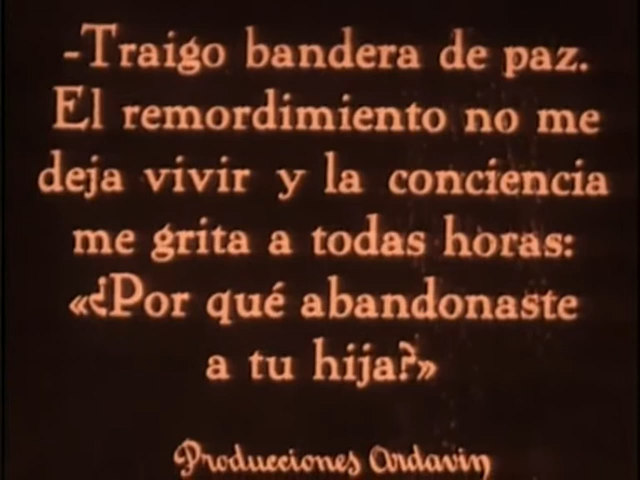 -Traigo bandera de paz.
El remordimiento no me
deja vivir y la conciencia
me grita a todas horas:
«¿Por qué abandonaste
a tu hija?»
Producciones Ardavin